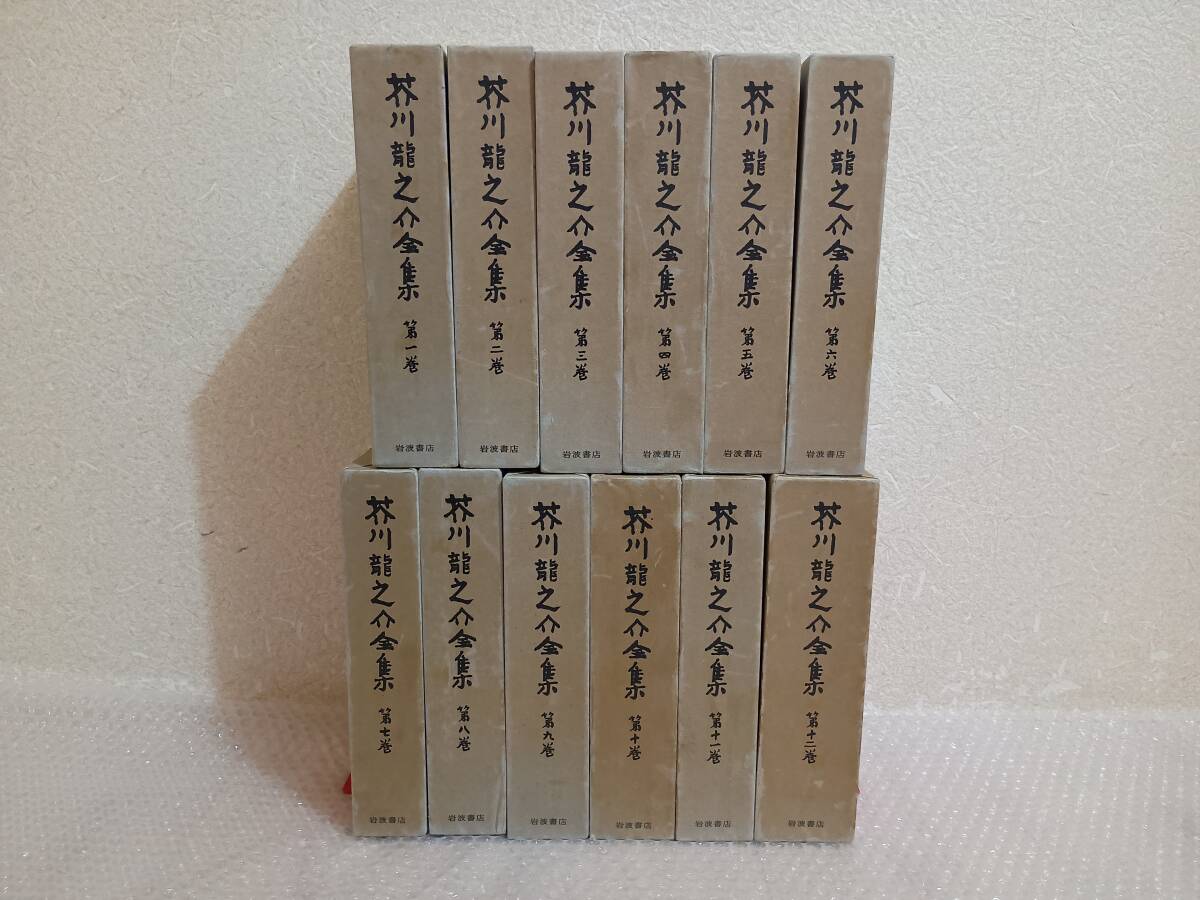 芥川龍之介全集
第一巻
岩波書店
芥川龍之介全集
第二巻
岩波書店
芥川龍之介全集
第三巻
岩波書店
芥川龍之介全集
第四巻
岩波書店
芥川龍之介全集
第五巻
岩波書店
芥川龍之介全集
第六巻
岩波書店
芥川龍之介全集
第七巻
岩波書店
芥川龍之介全集
第八巻
岩波書店
芥川龍之介全集
第九巻
岩波書店
芥川龍之介全集
第十巻
岩波書店
芥川龍之介全集
第十一巻
岩波書店
芥川龍之介全集
第十二巻
岩波書店